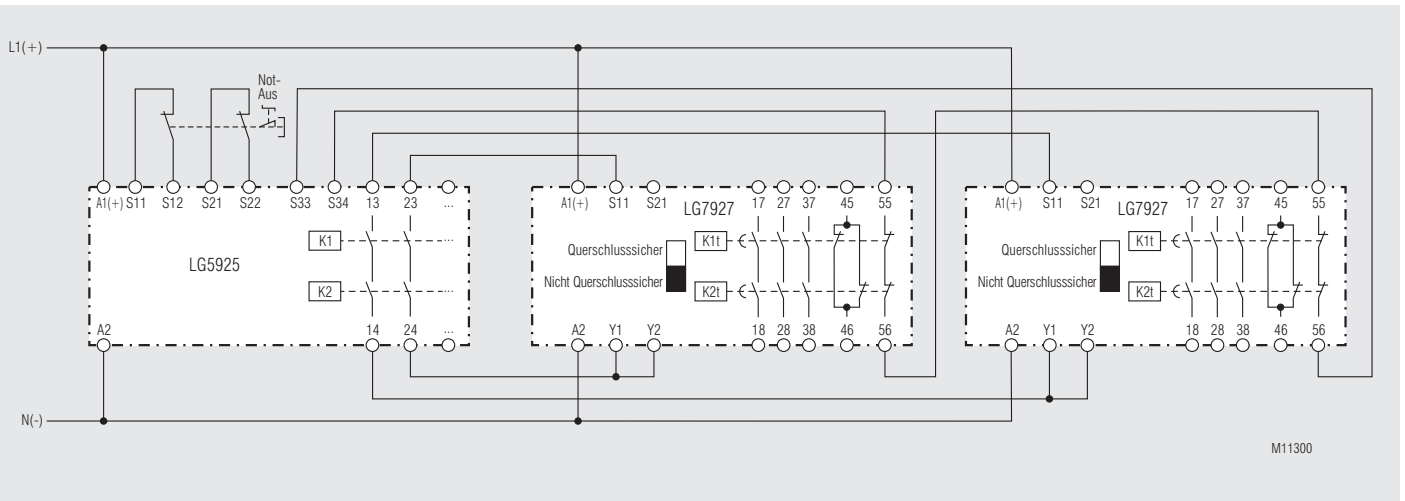 L1(+)
Not-
Aus
A1(+) S11 S12 S21 S22 S33 S34 13 23 ...
K1 ...
LG5925
K2 ...
A2 14 24 ...
A1(+) S11 S21 LG7927 17 27 37 45 55
Querschlusssicher K1t
Nicht Querschlusssicher K2t
A2 Y1 Y2 18 28 38 46 56
A1(+) S11 S21 LG7927 17 27 37 45 55
Querschlusssicher K1t
Nicht Querschlusssicher K2t
A2 Y1 Y2 18 28 38 46 56
N(-)
M11300